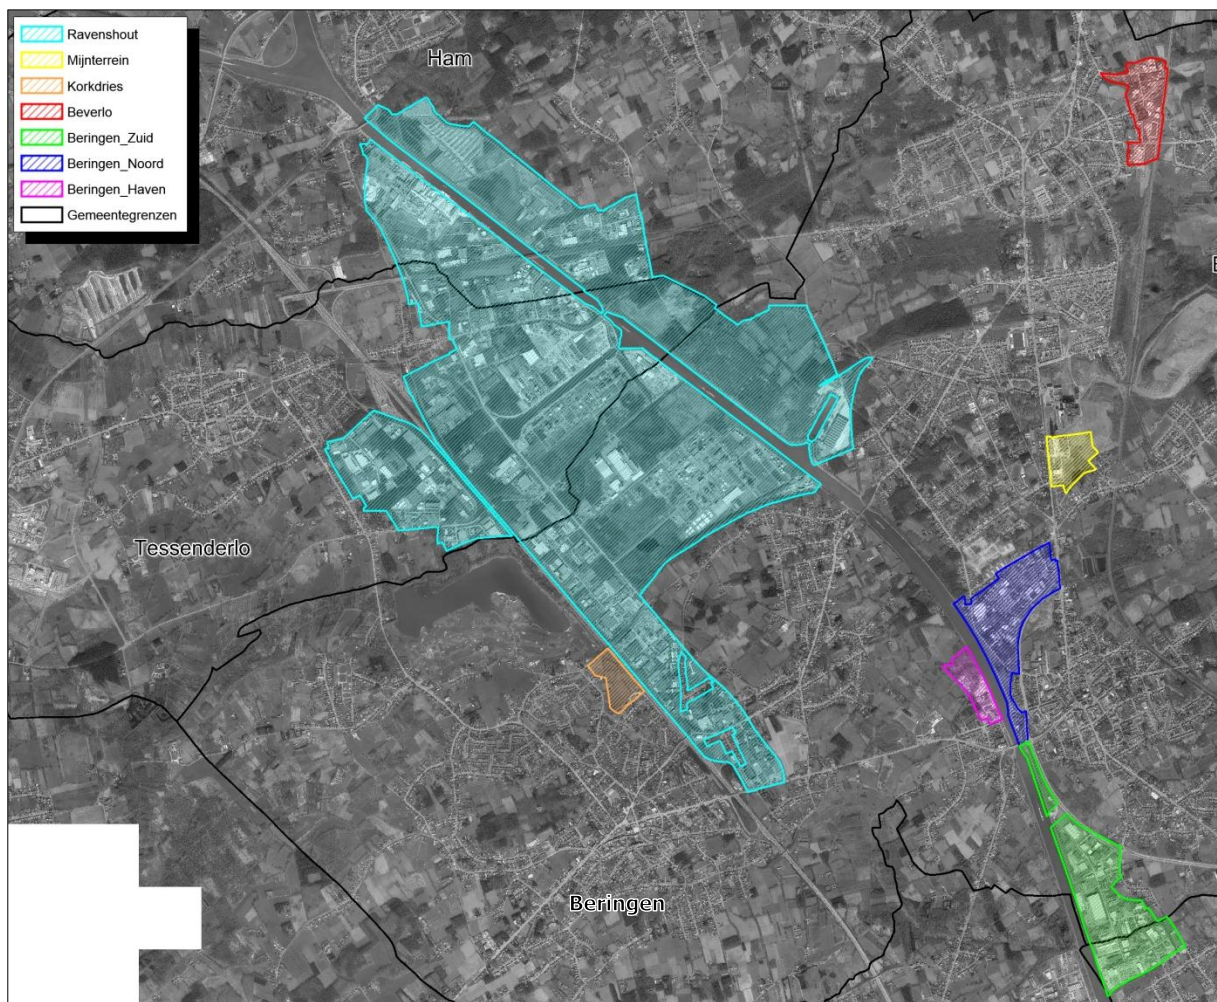 Ravenshout
Mijnterrein
Korkdries
Beverlo
Beringen_Zuid
Beringen_Noord
Beringen_Haven
Gemeentegrenzen
Ham
Tessenderlo
Beringen